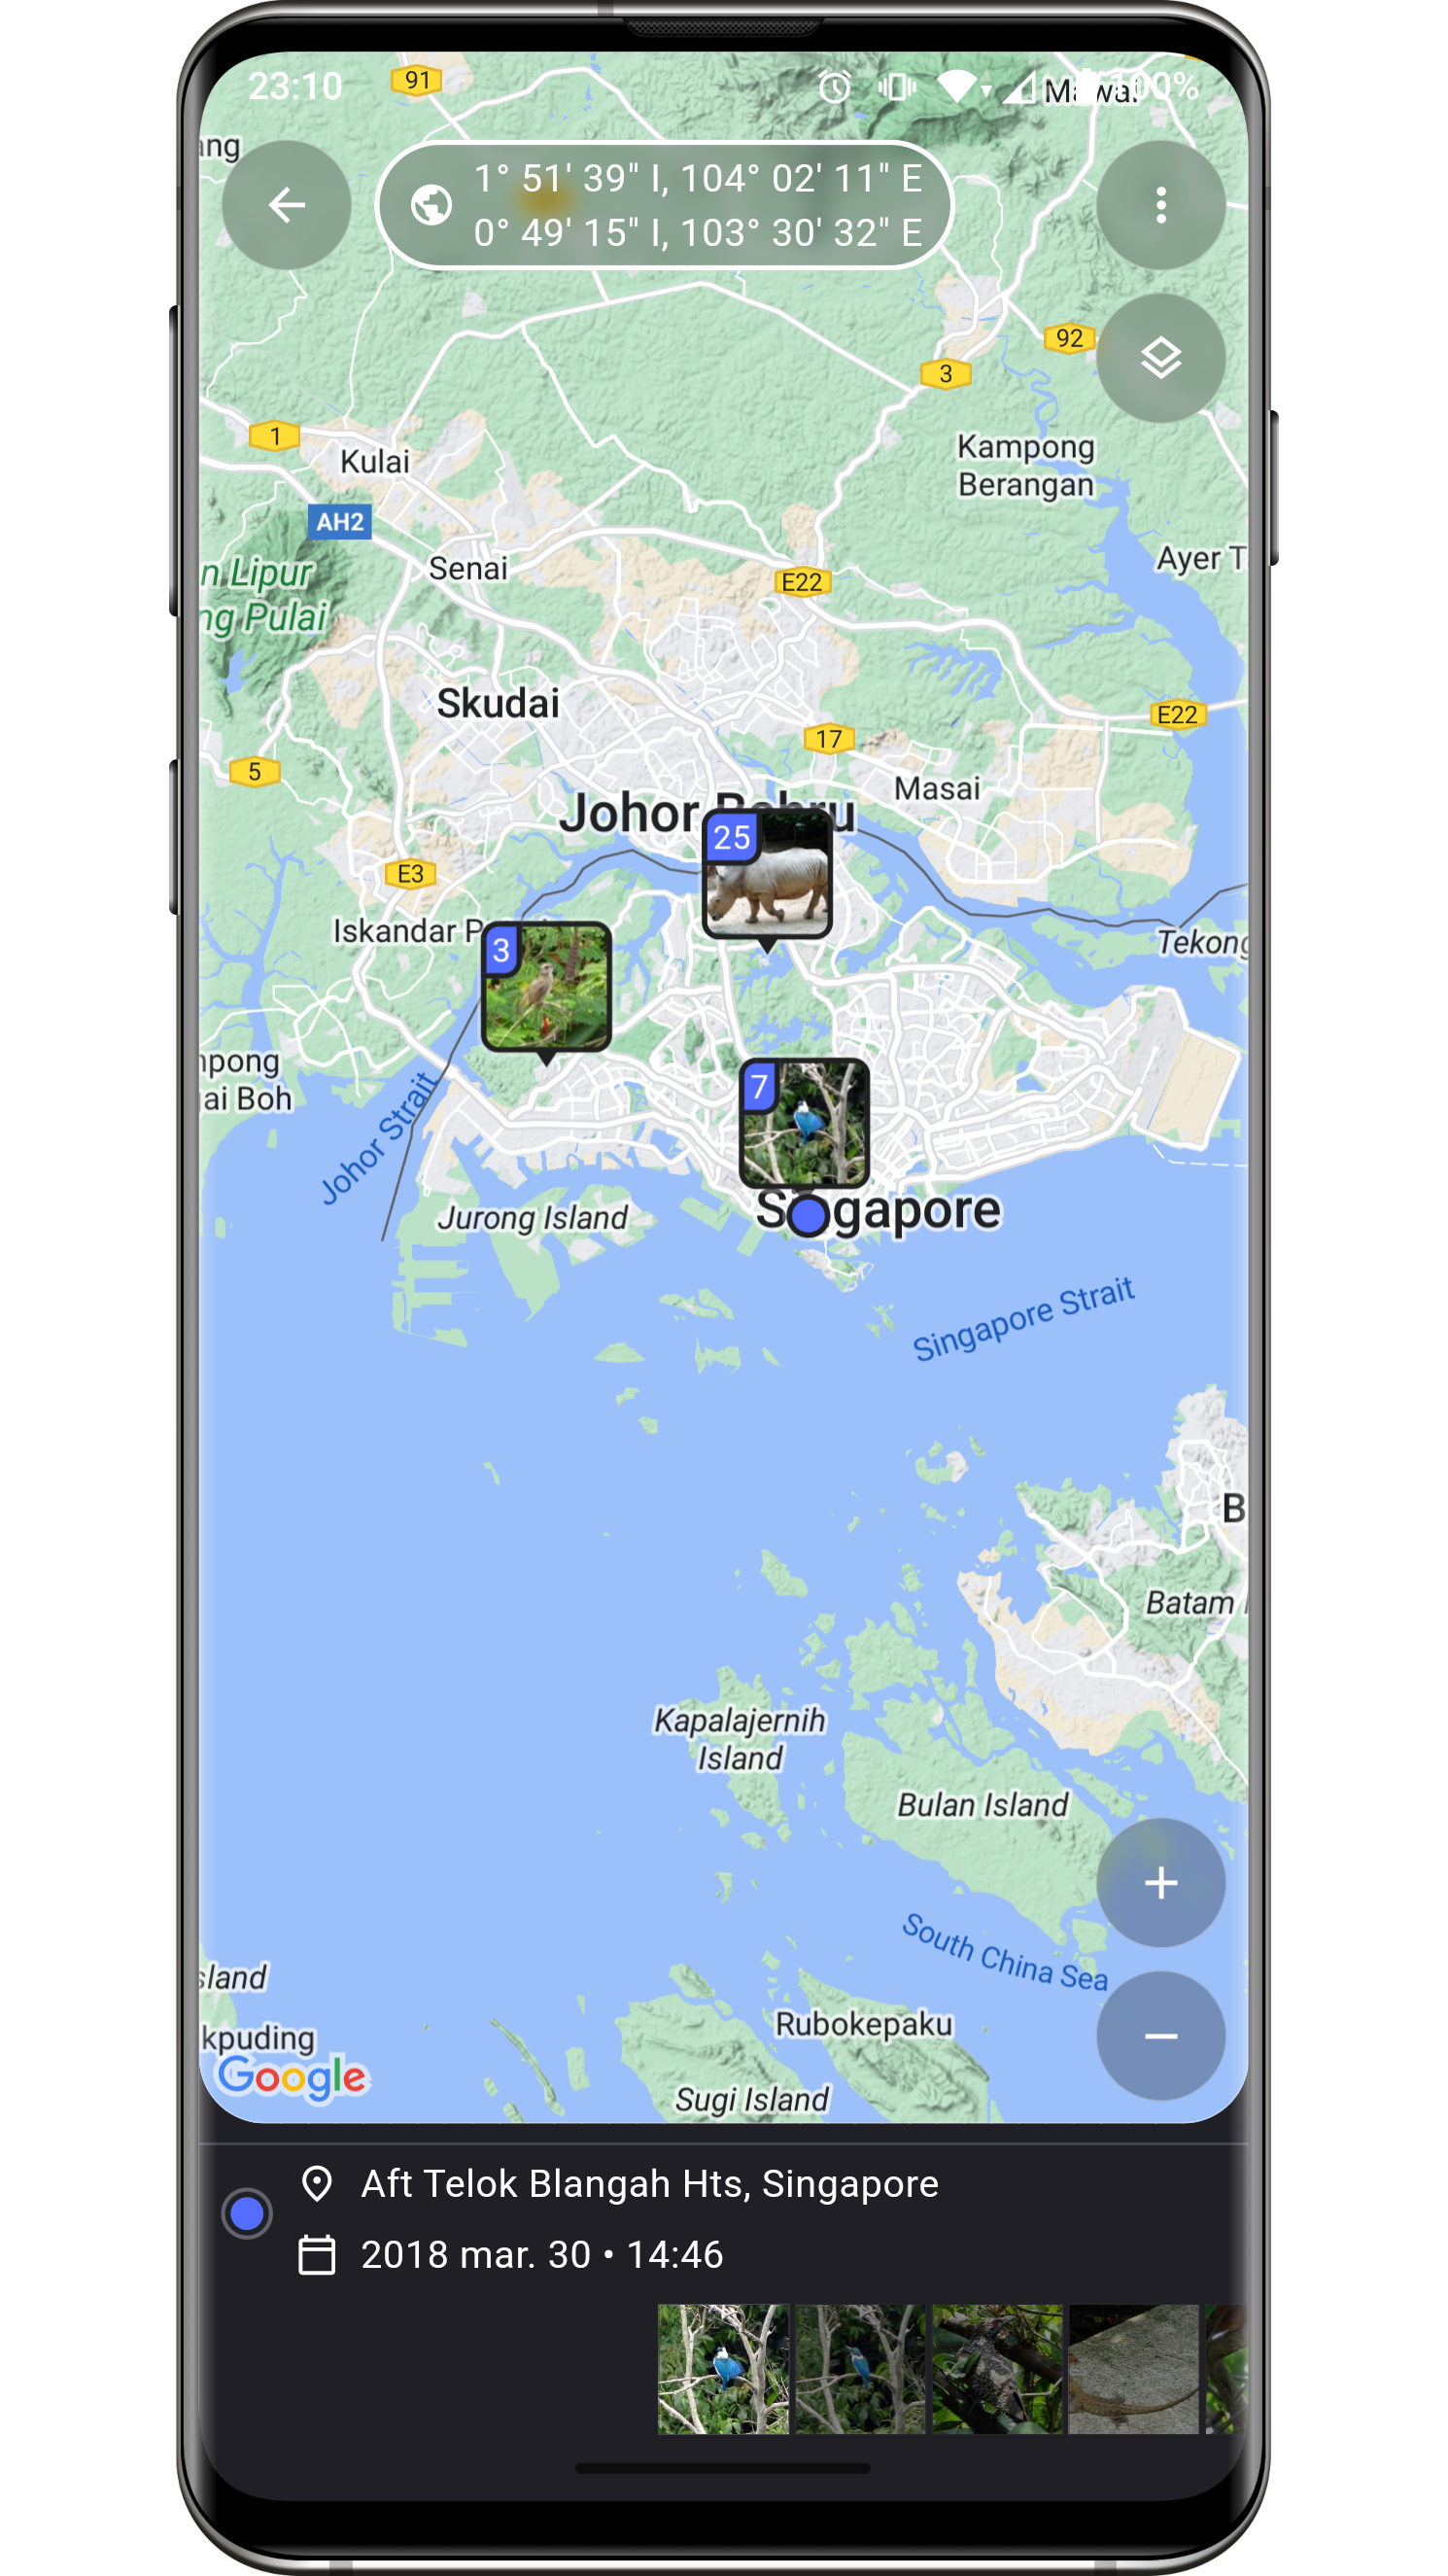 23:10
91
100%
ang
1° 51' 39" I, 104° 02' 11" E
0° 49' 15" I, 103° 30' 32" E
92
3
1
Kulai
Kampong
Berangan
AH2
Senai
Ayer T
n Lipur
ng Pulai
E22
Skudai
E22
17
5
Masai
Johor Bahru
25
E3
Iskandar P
3
Tekong
npong
ai Boh
7
Johor Strait
Jurong Island
Singapore
Singapore Strait
B
Batam
Kapalajernih
Island
Bulan Island
South China Sea
sland
Rubokepaku
kpuding
Google
Sugi Island
Aft Telok Blangah Hts, Singapore
2018 mar. 30 • 14:46